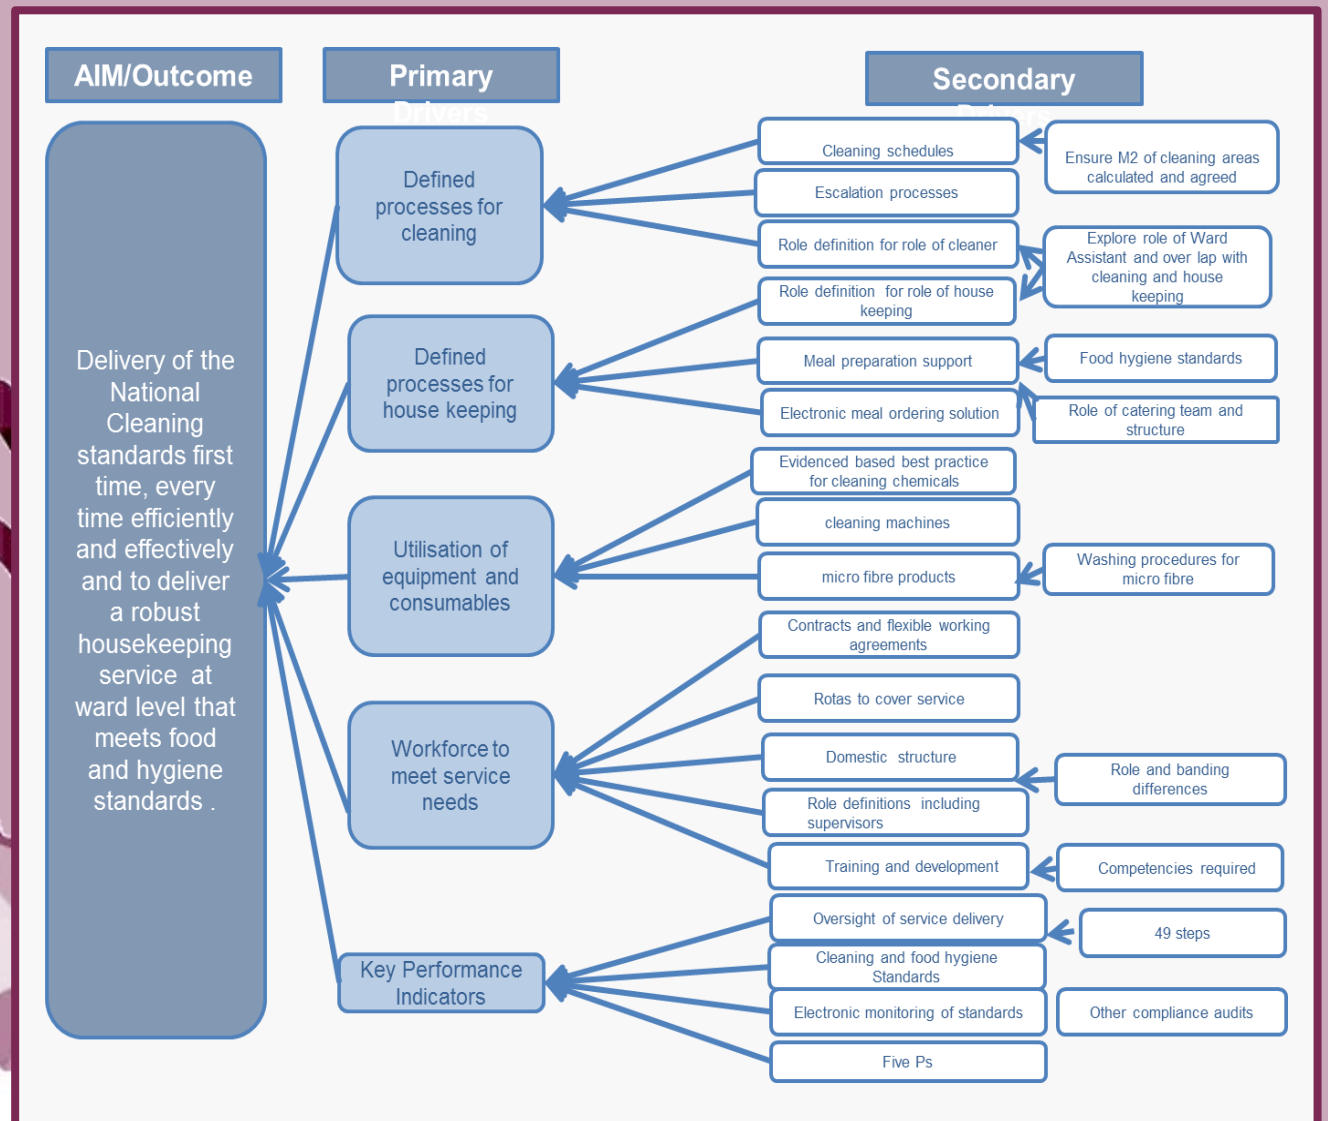 AIM/Outcome
Primary
Drivers
Secondary
Drivers
Delivery of the
National
Cleaning
standards first
time, every
time efficiently
and effectively
and to deliver
a robust
housekeeping
service at
ward level that
meets food
and hygiene
standards .
Defined
processes for
cleaning
Defined
processes for
house keeping
Utilisation of
equipment and
consumables
Workforce to
meet service
needs
Key Performance
Indicators
Cleaning schedules
Escalation processes
Role definition for role of cleaner
Role definition for role of house
keeping
Meal preparation support
Electronic meal ordering solution
Evidenced based best practice
for cleaning chemicals
cleaning machines
micro fibre products
Contracts and flexible working
agreements
Rotas to cover service
Domestic structure
Role definitions including
supervisors
Training and development
Oversight of service delivery
Cleaning and food hygiene
Standards
Electronic monitoring of standards
Five Ps
Ensure M2 of cleaning areas
calculated and agreed
Explore role of Ward
Assistant and over lap with
cleaning and house
keeping
Food hygiene standards
Role of catering team and
structure
Washing procedures for
micro fibre
Role and banding
differences
Competencies required
49 steps
Other compliance audits